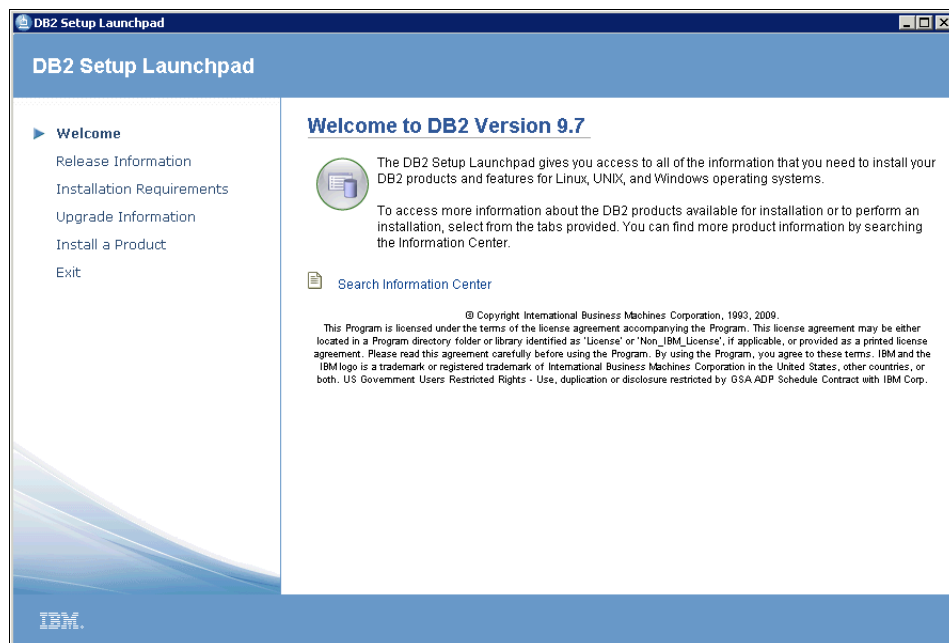 DB2 Setup Launchpad
DB2 Setup Launchpad
Welcome
Release Information
Installation Requirements
Upgrade Information
Install a Product
Exit
Welcome to DB2 Version 9.7
The DB2 Setup Launchpad gives you access to all of the information that you need to install your
DB2 products and features for Linux, UNIX, and Windows operating systems.
To access more information about the DB2 products available for installation or to perform an
installation, select from the tabs provided. You can find more product information by searching
the Information Center.
Search Information Center
© Copyright International Business Machines Corporation, 1993, 2009.
This Program is licensed under the terms of the license agreement accompanying the Program. This license agreement may be either
located in a Program directory folder or library identified as 'License' or 'Non_IBM_License', if applicable, or provided as a printed license
agreement. Please read this agreement carefully before using the Program. By using the Program, you agree to these terms. IBM and the
IBM logo is a trademark or registered trademark of International Business Machines Corporation in the United States, other countries, or
both. US Government Users Restricted Rights - Use, duplication or disclosure restricted by GSA ADP Schedule Contract with IBM Corp.
IBM.